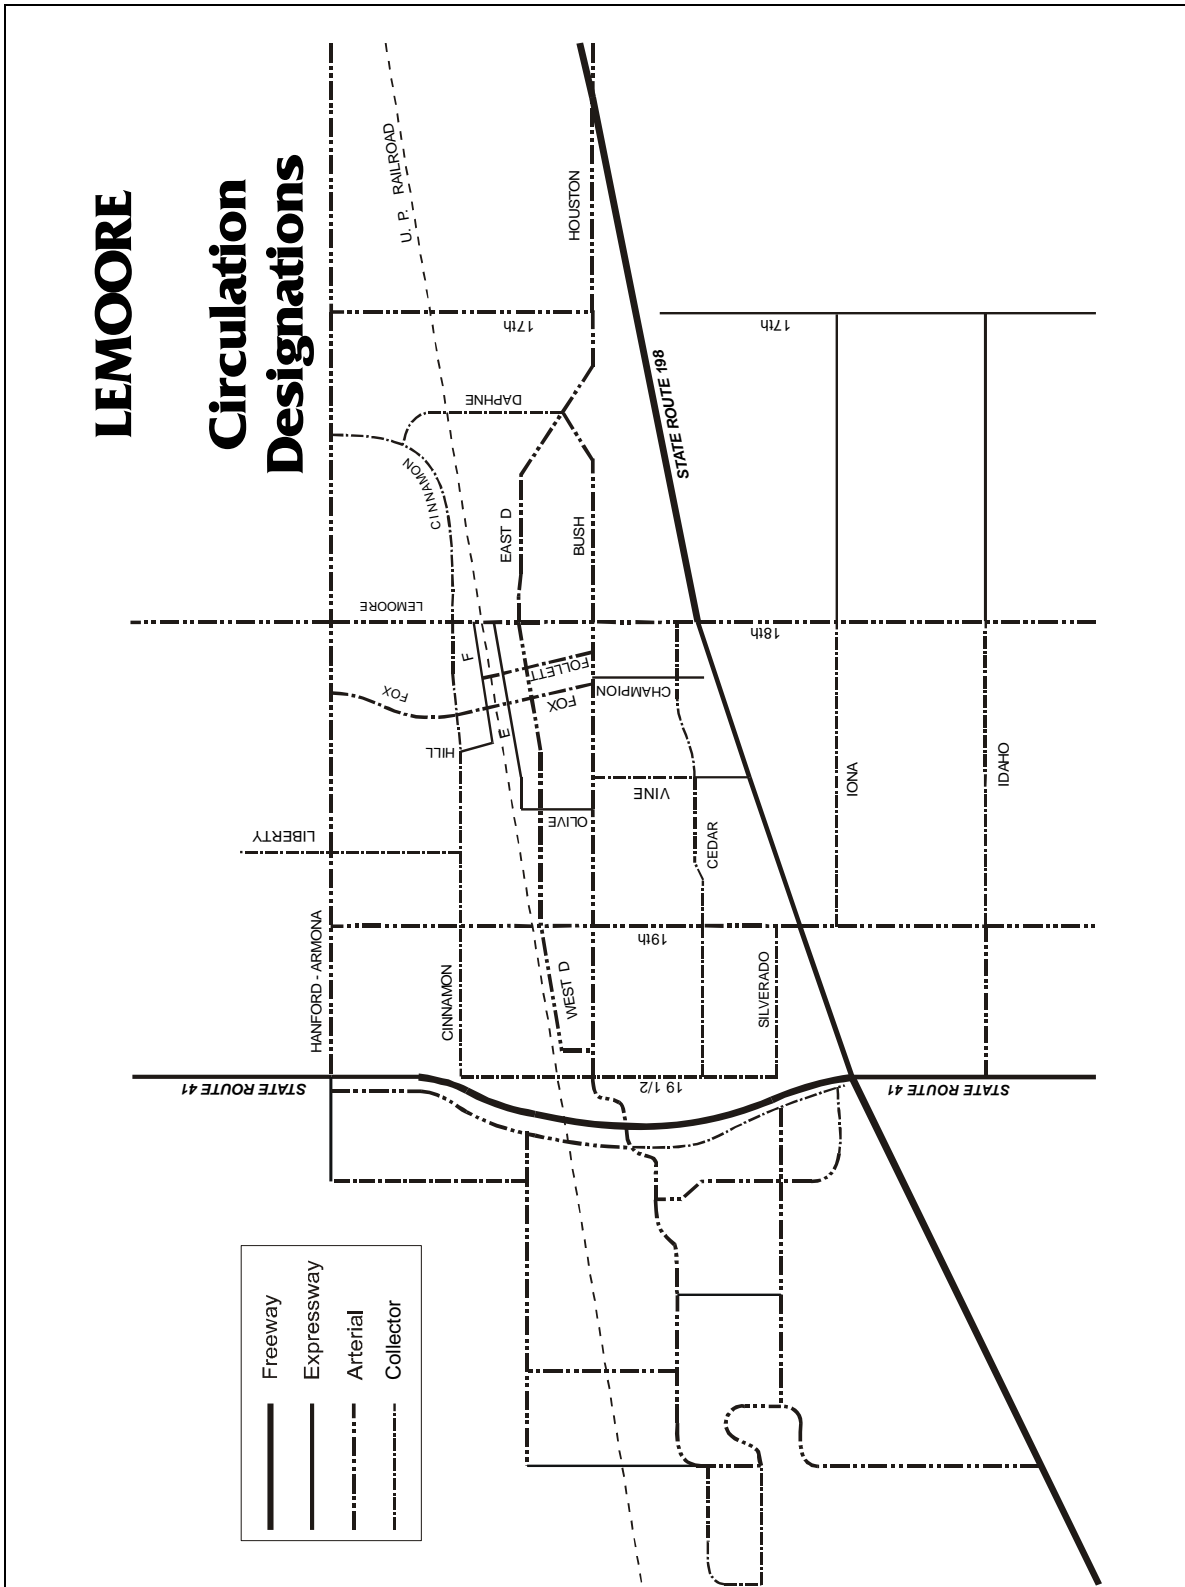 LEMOORE
Circulation
Designations
U. P. RAILROAD
HOUSTON
17th
17th
STATE ROUTE 198
DAPHNE
CINNAMON
EAST D
BUSH
LEMOORE
18th
F
FOLLETT
FOX
FOX
CHAMPION
E
HILL
VINE
IONA
IDAHO
OLIVE
LIBERTY
CEDAR
HANFORD - ARMONA
19th
CINNAMON
WEST D
SILVERADO
STATE ROUTE 41
19 1/2
STATE ROUTE 41
Freeway
Expressway
Arterial
Collector